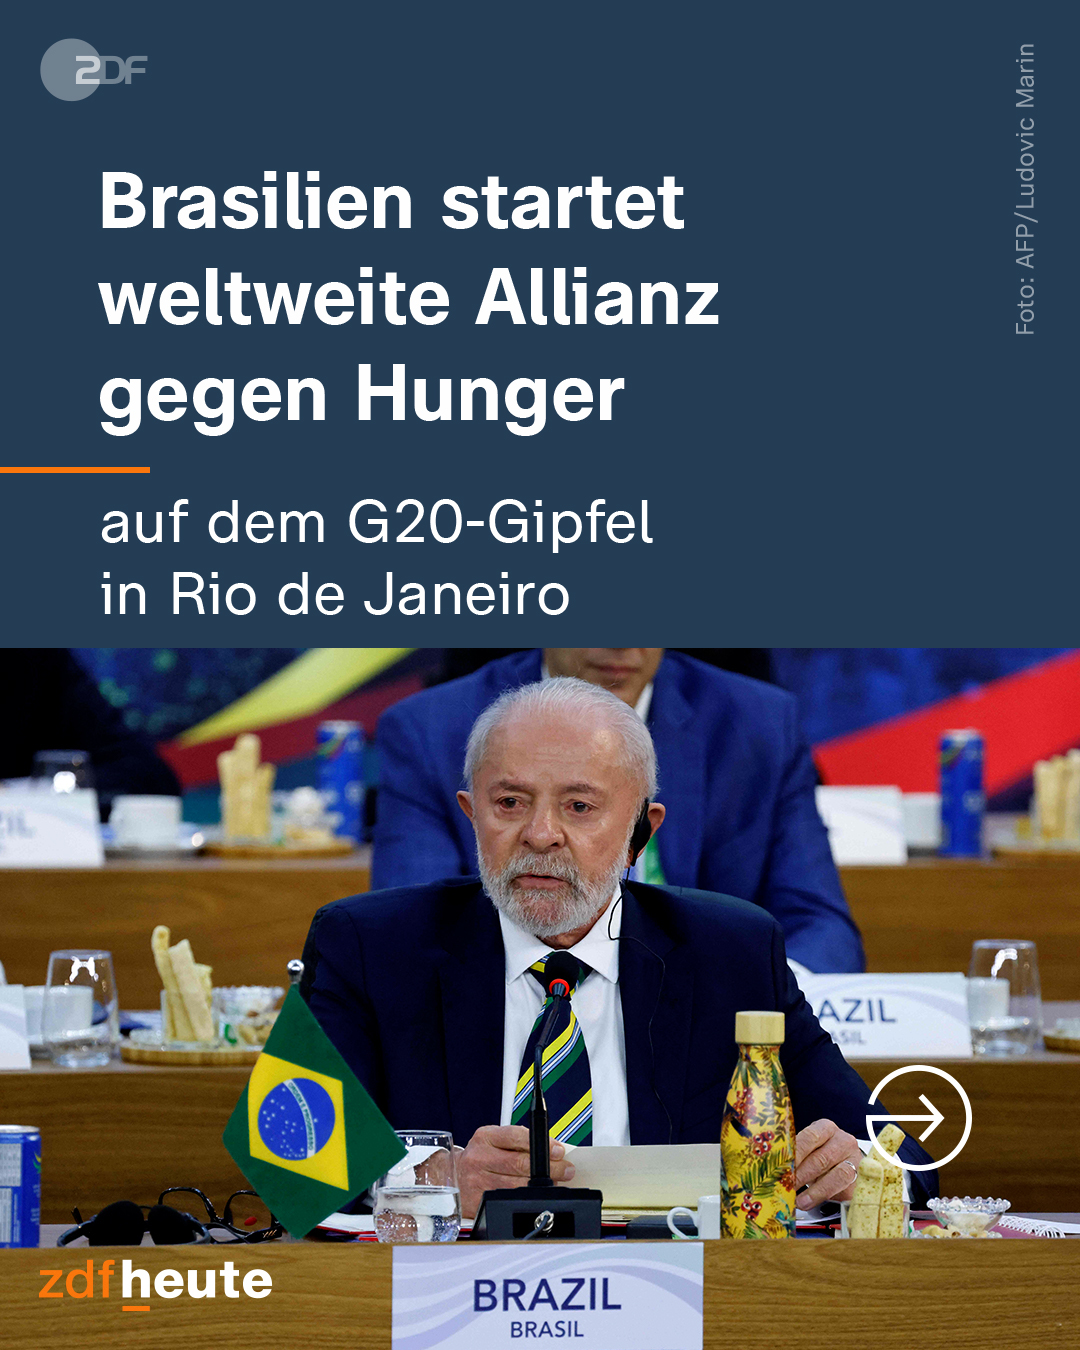 ZDF
Foto: AFP/Ludovic Marin
Brasilien startet
weltweite Allianz
gegen Hunger
auf dem G20-Gipfel
in Rio de Janeiro
AZIL
ASIL
zdfheute
BRAZIL
BRASIL